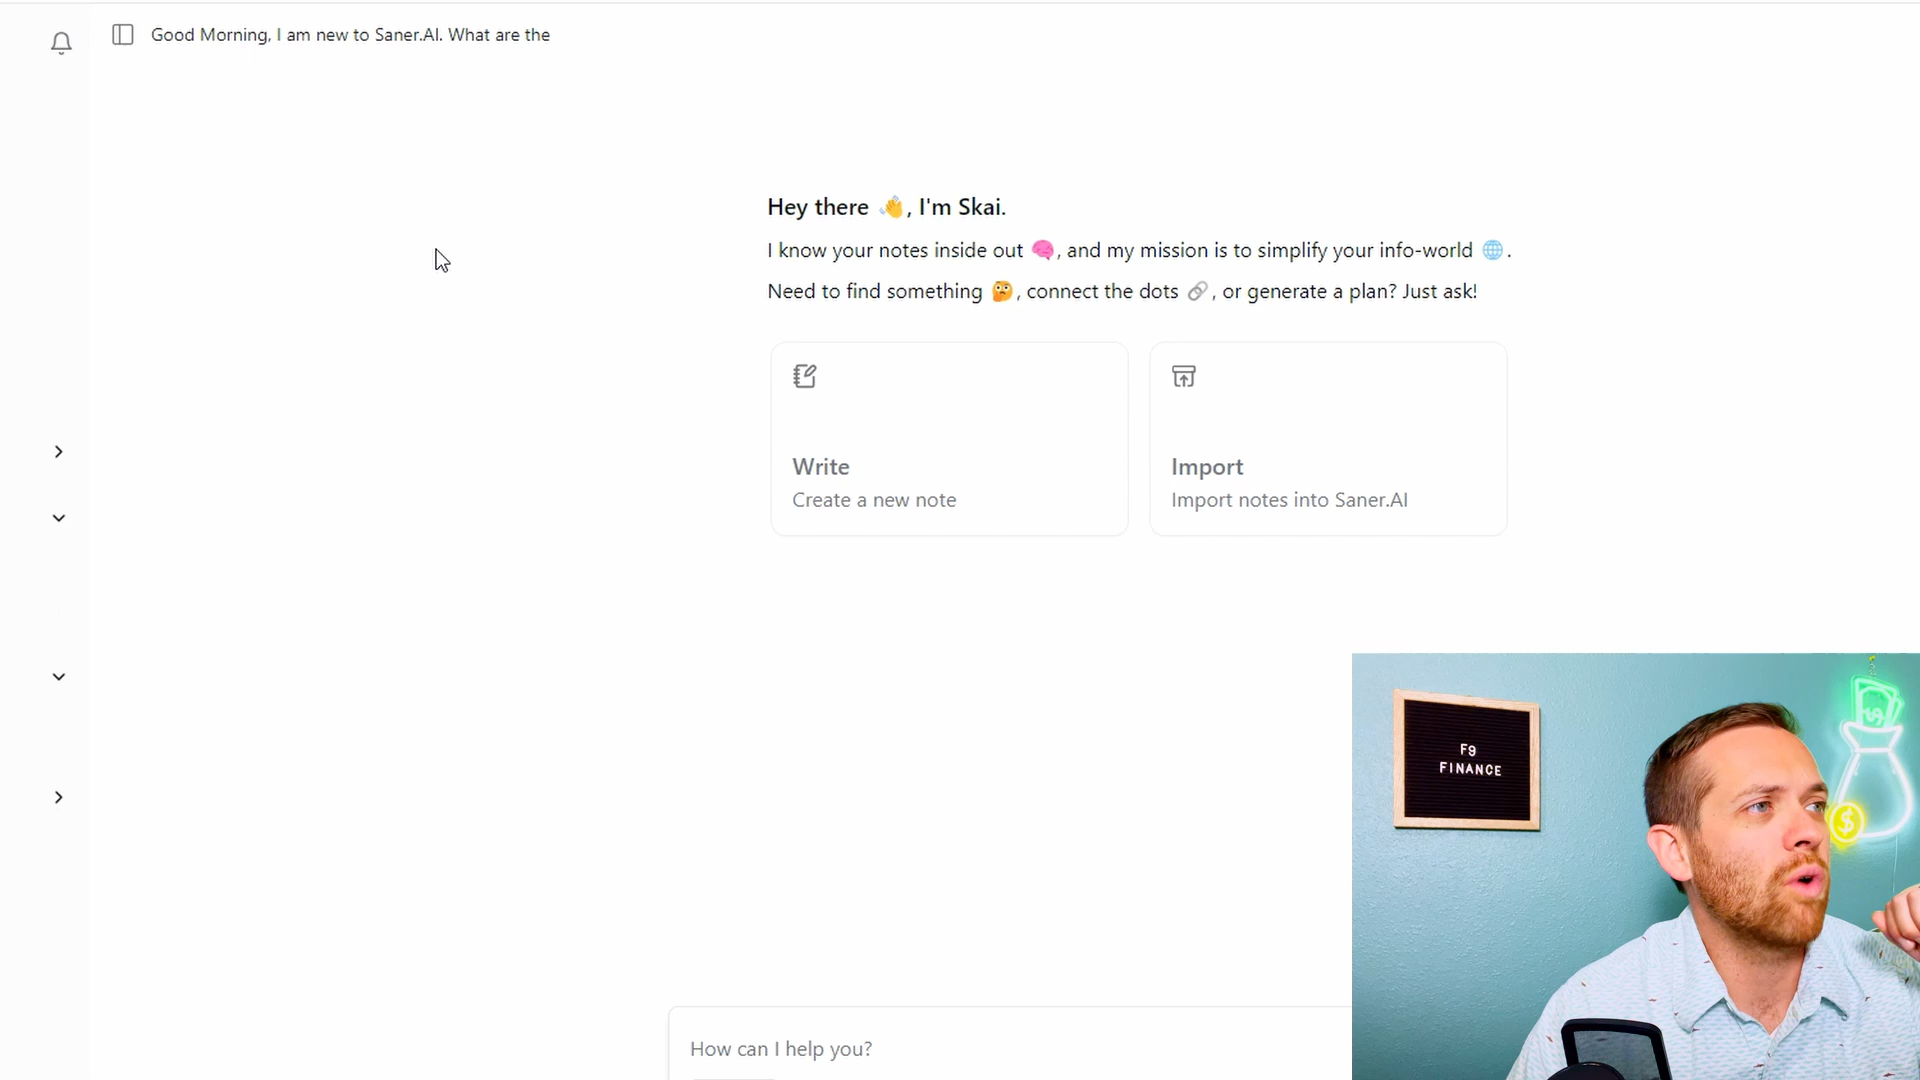 Good Morning, I am new to Saner.AI. What are the
Hey there 👋, I'm Skai.
I know your notes inside out 🧠, and my mission is to simplify your info-world 🌐.
Need to find something 🤔, connect the dots 🔗, or generate a plan? Just ask!
Write
Create a new note
Import
Import notes into Saner.AI
How can I help you?
F9
FINANCE
$
$